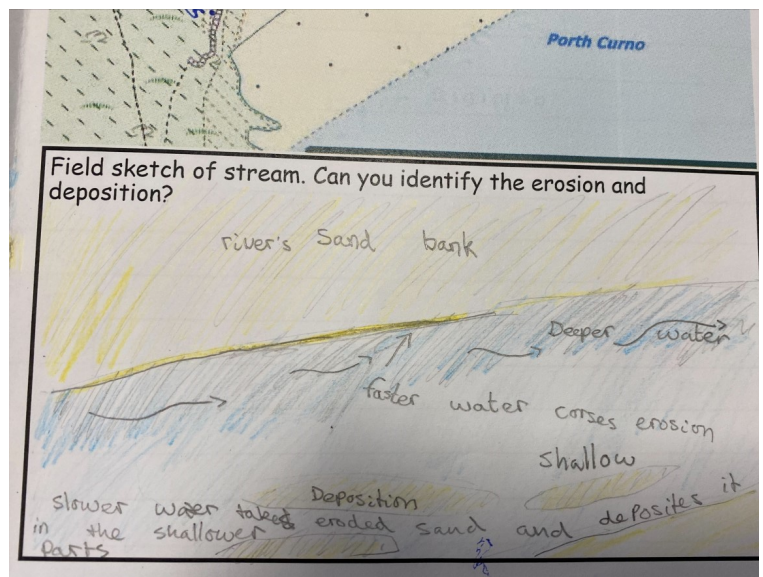 Porth Curno
Field sketch of stream. Can you identify the erosion and
deposition?
river's Sand bank
Deeper water
faster water corses erosion
shallow
Deposition
slower water takes eroded sand and deposites it
in the shallower
parts